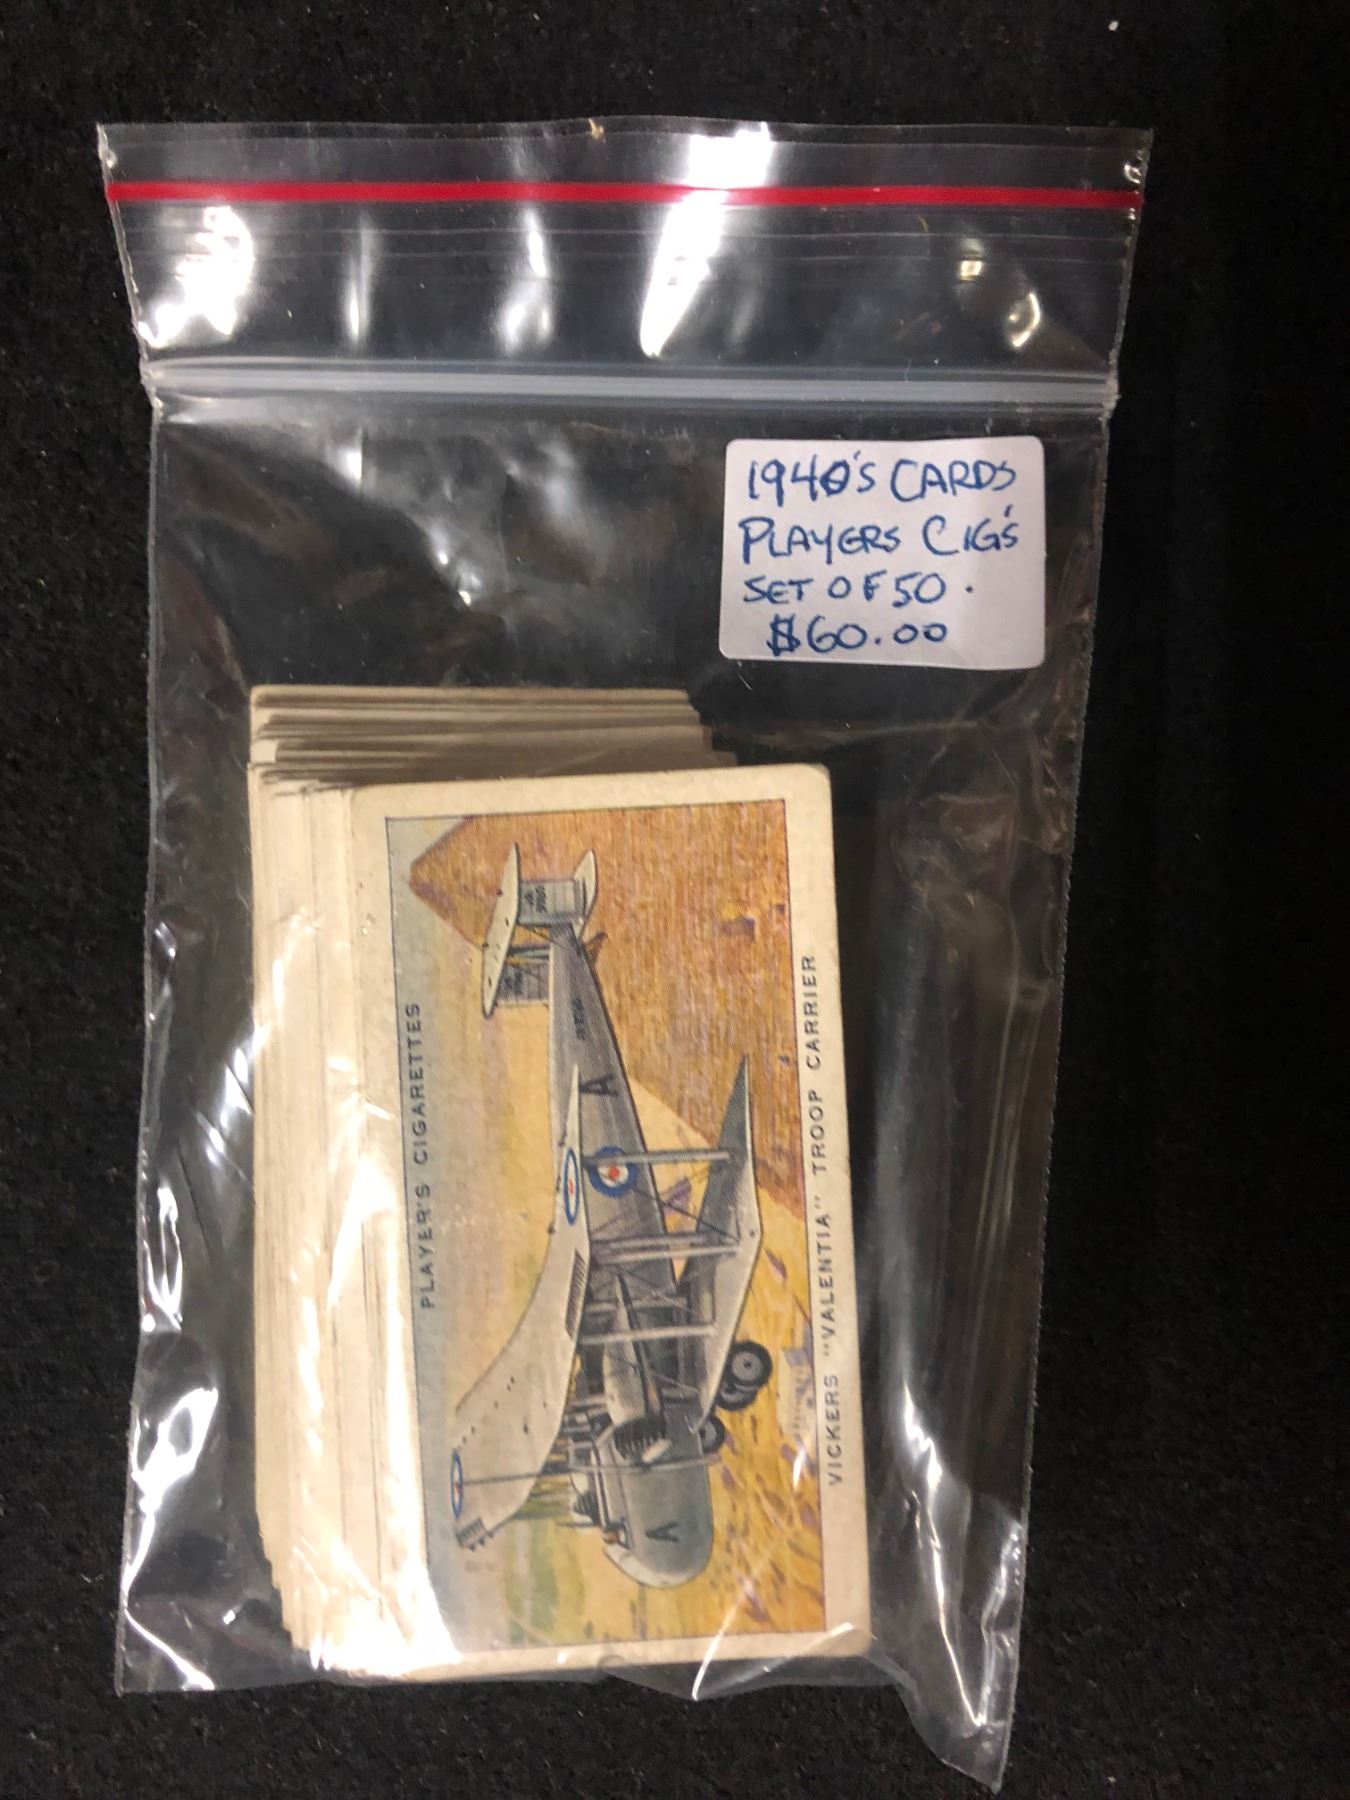 1940's CARDS
PLAYERS CIG'S
SET OF 50.
$60.00
PLAYER'S CIGARETTES
VICKERS "VALENTIA" TROOP CARRIER
A
A